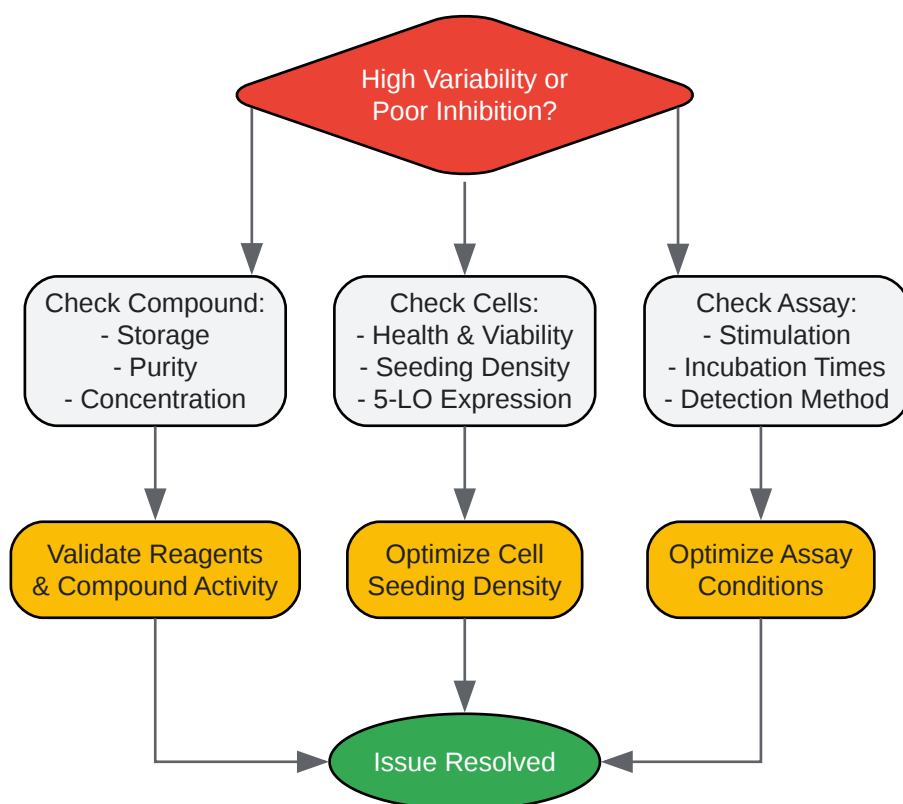 High Variability or
Poor Inhibition?
Check Compound:
- Storage
- Purity
- Concentration
Check Cells:
- Health & Viability
- Seeding Density
- 5-LO Expression
Check Assay:
- Stimulation
- Incubation Times
- Detection Method
Validate Reagents
& Compound Activity
Optimize Cell
Seeding Density
Optimize Assay
Conditions
Issue Resolved